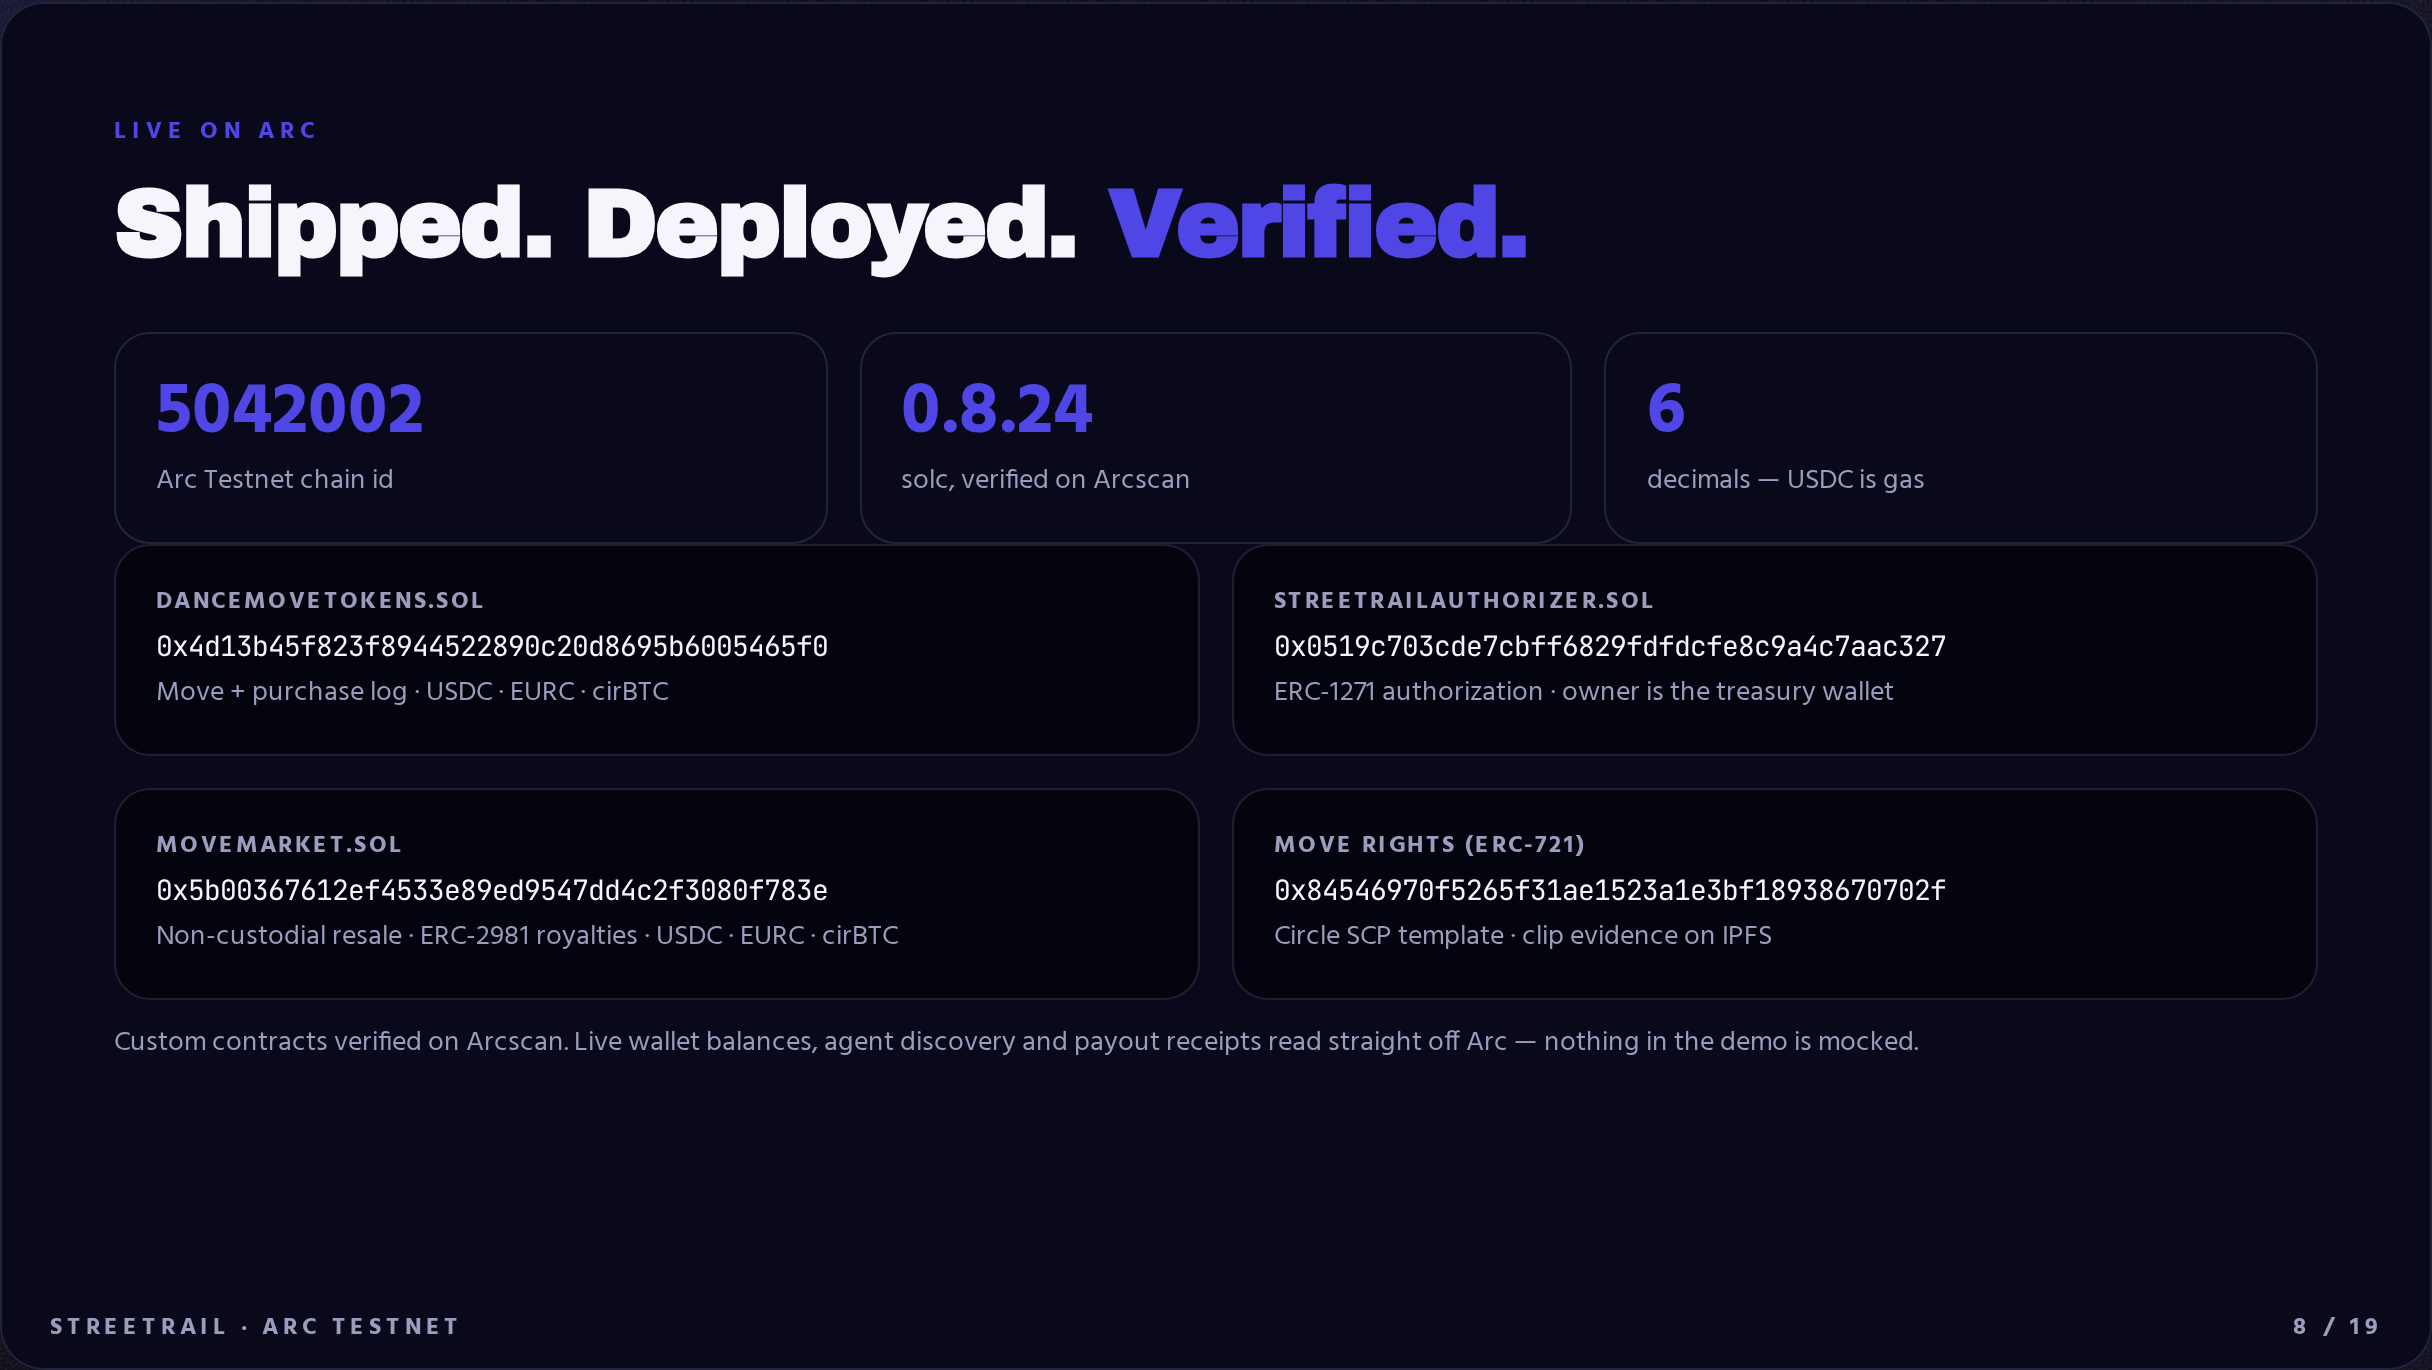 LIVE ON ARC
Shipped. Deployed. Verified.
5042002
Arc Testnet chain id
0.8.24
solc, verified on Arcscan
6
decimals — USDC is gas
DANCEMOVETOKENS.SOL
0x4d13b45f823f8944522890c20d8695b6005465f0
Move + purchase log · USDC · EURC · cirBTC
STREETRAILAUTHORIZER.SOL
0x0519c703cde7cbff6829fdfdcfe8c9a4c7aac327
ERC-1271 authorization · owner is the treasury wallet
MOVEMARKET.SOL
0x5b00367612ef4533e89ed9547dd4c2f3080f783e
Non-custodial resale · ERC-2981 royalties · USDC · EURC · cirBTC
MOVE RIGHTS (ERC-721)
0x84546970f5265f31ae1523a1e3bf18938670702f
Circle SCP template · clip evidence on IPFS
Custom contracts verified on Arcscan. Live wallet balances, agent discovery and payout receipts read straight off Arc — nothing in the demo is mocked.
STREETRAIL · ARC TESTNET
8 / 19